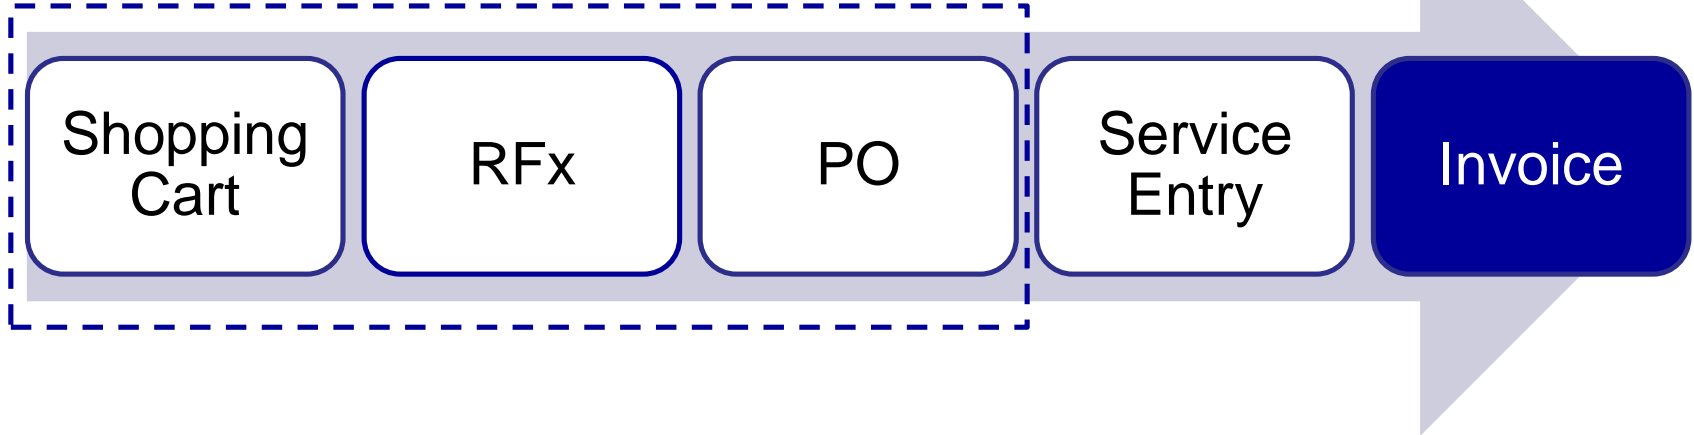 Shopping
Cart
RFx
PO
Service
Entry
Invoice